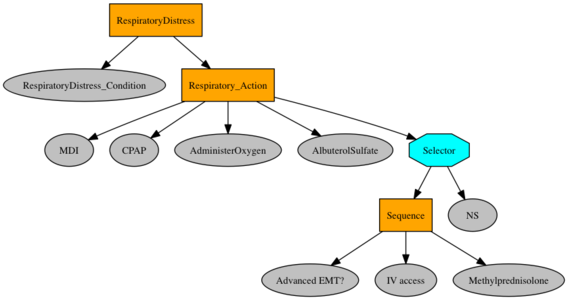 RespiratoryDistress
RespiratoryDistress_Condition
Respiratory_Action
MDI
CPAP
AdministerOxygen
AlbuterolSulfate
Selector
Sequence
NS
Advanced EMT?
IV access
Methylprednisolone